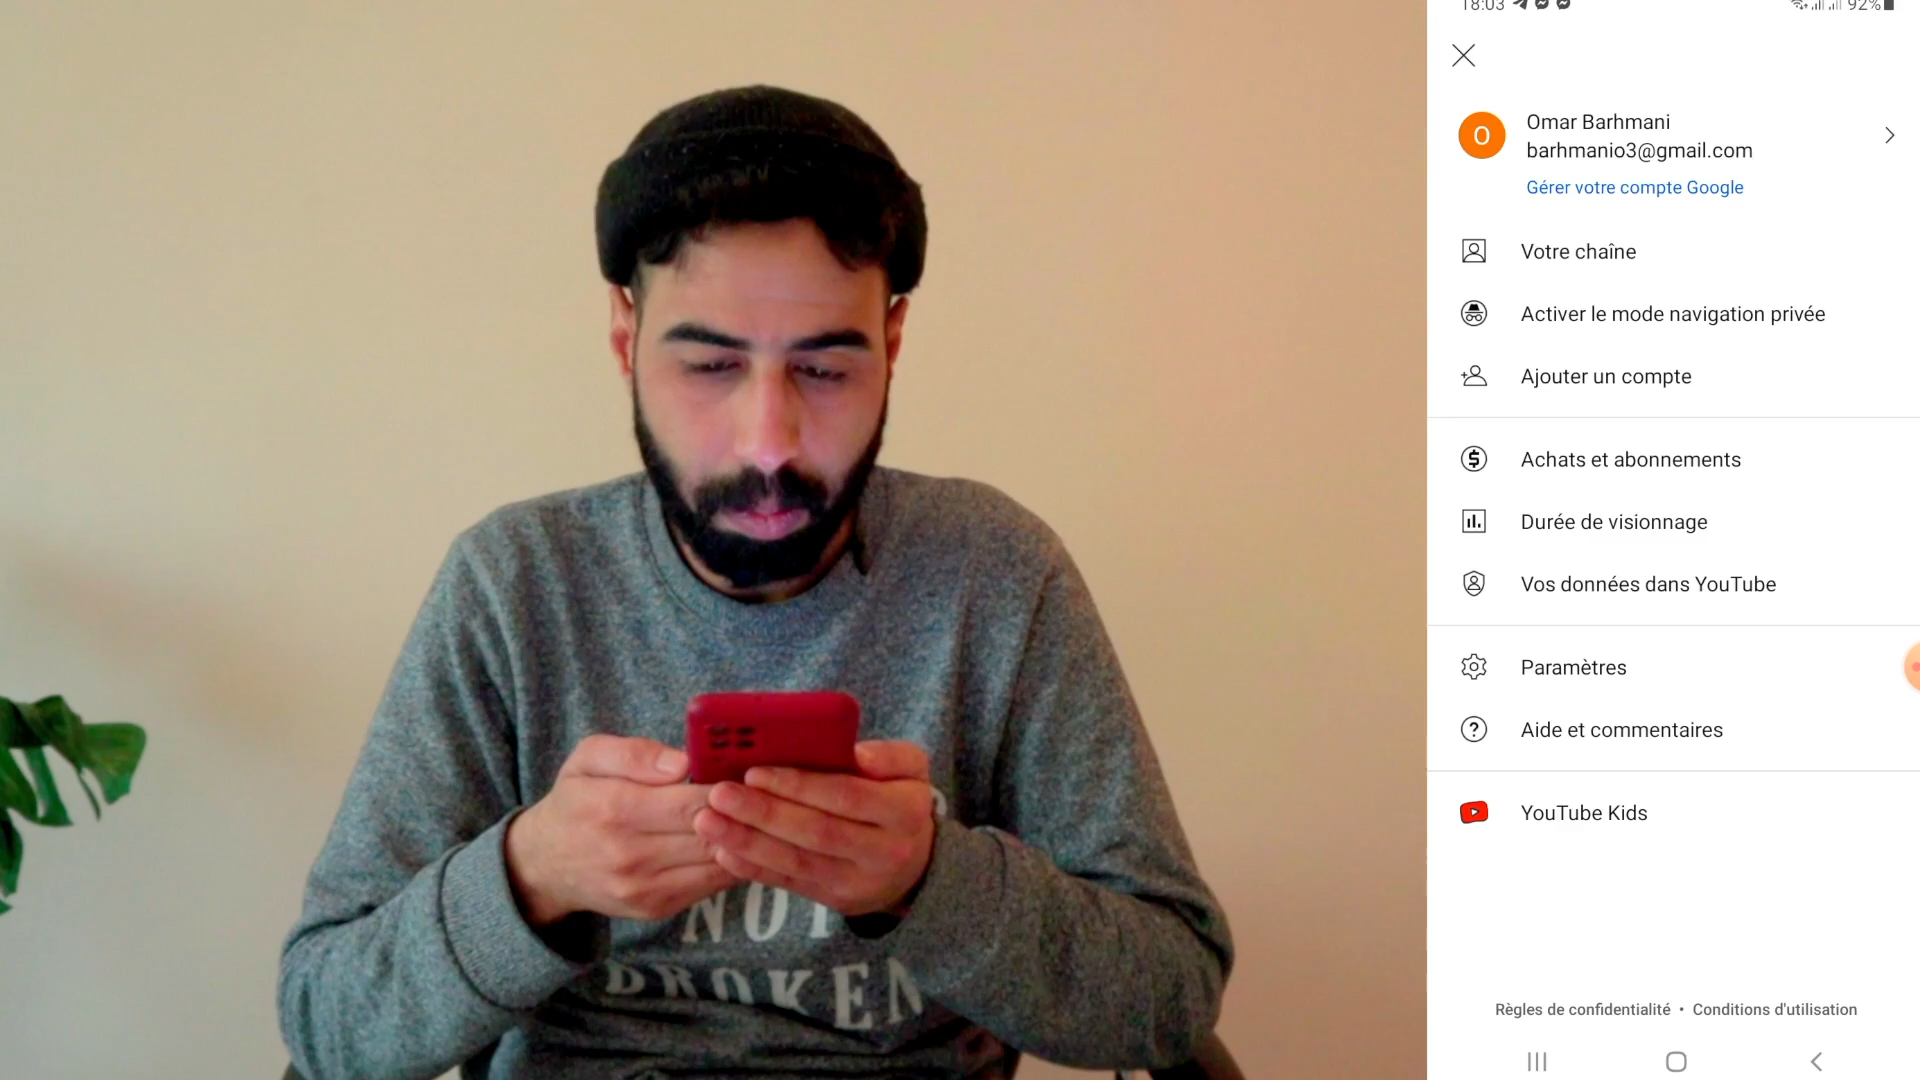 18:03
92%
O
Omar Barhmani
barhmanio3@gmail.com
Gérer votre compte Google
Votre chaîne
Activer le mode navigation privée
Ajouter un compte
Achats et abonnements
Durée de visionnage
Vos données dans YouTube
Paramètres
Aide et commentaires
YouTube Kids
Règles de confidentialité • Conditions d'utilisation
NOT
BROKEN